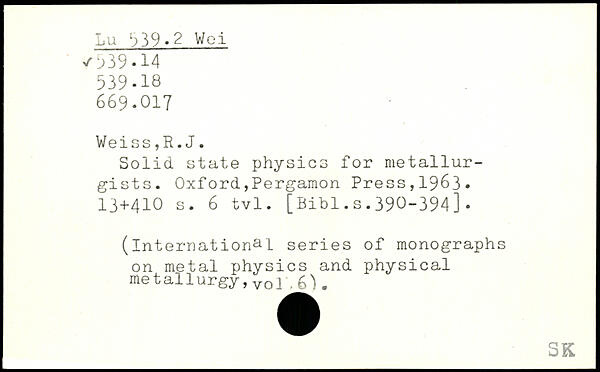 Lu 539.2 Wei
✓539.14
539.18
669.017
Weiss,R.J.
Solid state physics for metallur-
gists. Oxford,Pergamon Press,1963.
13+410 s. 6 tvl. [Bibl.s.390-394].
(International series of monographs
on metal physics and physical
metallurgy,vol.6).
SK